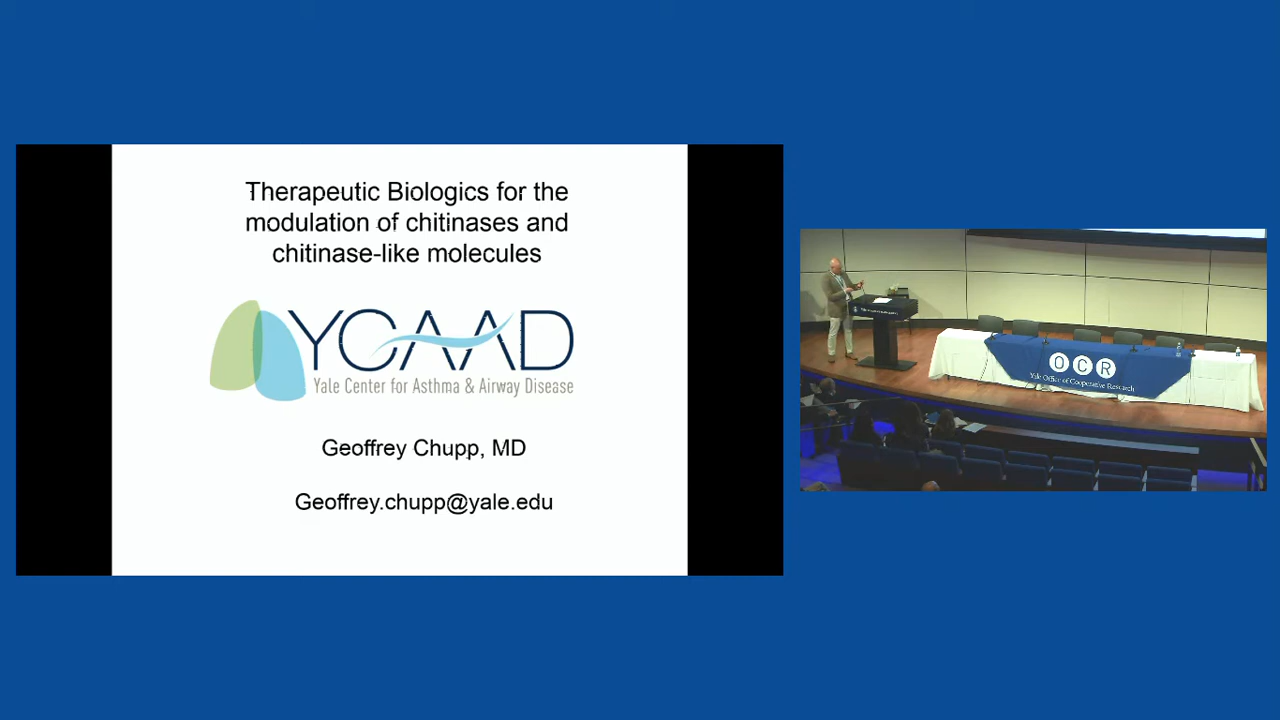 Therapeutic Biologics for the
modulation of chitinases and
chitinase-like molecules
YCAAD
Yale Center for Asthma & Airway Disease
Geoffrey Chupp, MD
Geoffrey.chupp@yale.edu
OCR
Yale Office of Cooperative Research